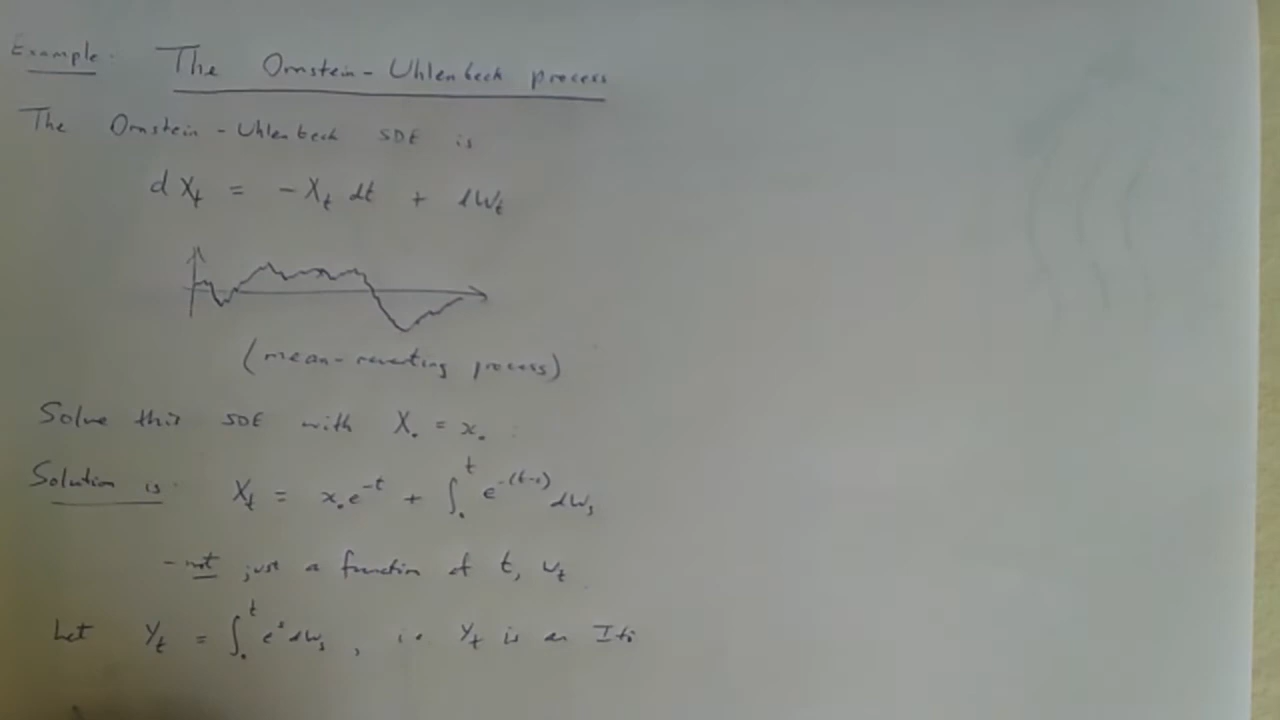 Example: The Ornstein-Uhlenbeck process
The Ornstein-Uhlenbeck SDE is
dX_t = -X_t dt + dW_t
(mean-reverting process)
Solve this SDE with X_0 = x_0 :
Solution is: X_t = x_0 e^{-t} + ∫_0^t e^{-(t-s)} dW_s
- not just a function of t, W_t
Let Y_t = ∫_0^t e^s dW_s , i.e. Y_t is an Itô